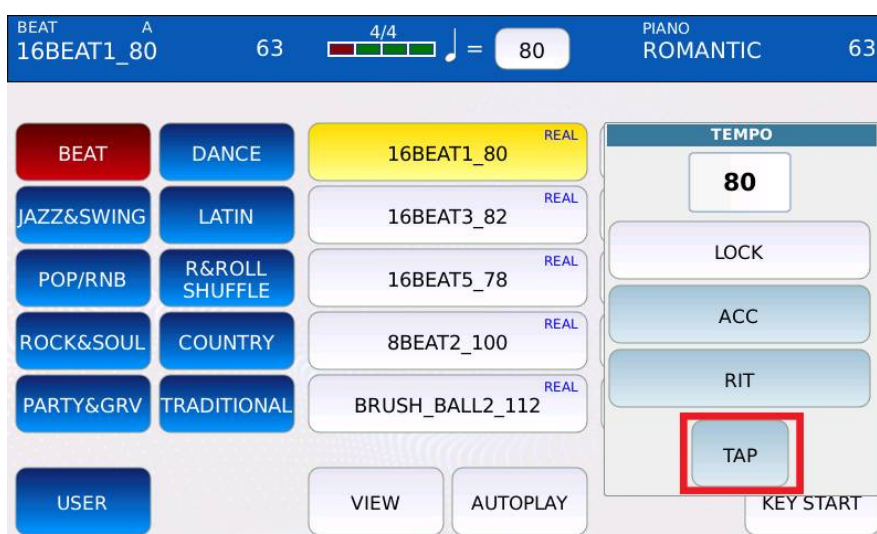 BEAT A
16BEAT1_80 63
4/4
= 80
PIANO
ROMANTIC 63
BEAT
DANCE
16BEAT1_80 REAL
JAZZ&SWING
LATIN
16BEAT3_82 REAL
POP/RNB
R&ROLL
SHUFFLE
16BEAT5_78 REAL
ROCK&SOUL
COUNTRY
8BEAT2_100 REAL
PARTY&GRV
TRADITIONAL
BRUSH_BALL2_112 REAL
USER
VIEW
AUTOPLAY
TEMPO
80
LOCK
ACC
RIT
TAP
KEY START